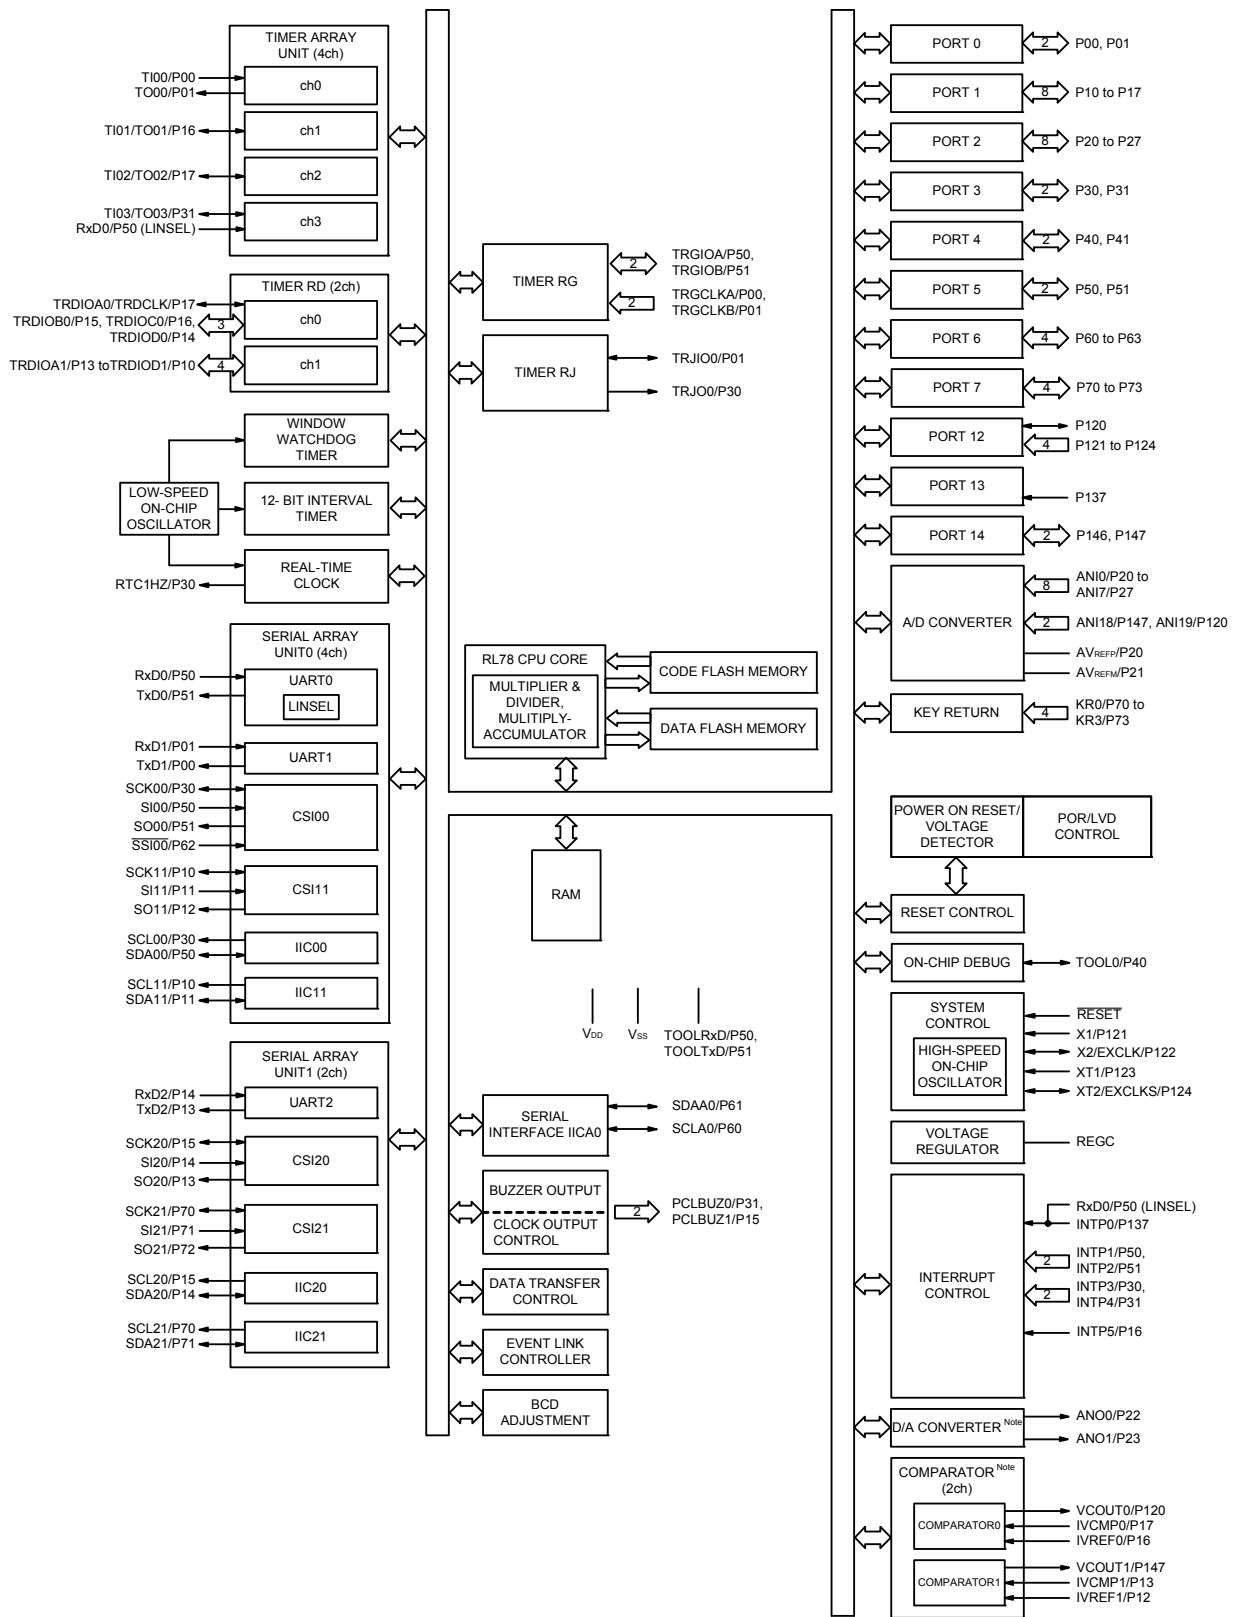 TIMER ARRAY
UNIT (4ch)
TI00/P00
TO00/P01
ch0
TI01/TO01/P16
ch1
TI02/TO02/P17
ch2
TI03/TO03/P31
RxD0/P50 (LINSEL)
ch3
TIMER RD (2ch)
TRDIOA0/TRDCLK/P17
TRDIOB0/P15, TRDIOC0/P16,
TRDIOD0/P14
3
ch0
TRDIOA1/P13 toTRDIOD1/P10
4
ch1
WINDOW
WATCHDOG
TIMER
LOW-SPEED
ON-CHIP
OSCILLATOR
12- BIT INTERVAL
TIMER
REAL-TIME
CLOCK
RTC1HZ/P30
SERIAL ARRAY
UNIT0 (4ch)
RxD0/P50
TxD0/P51
UART0
LINSEL
RxD1/P01
TxD1/P00
UART1
SCK00/P30
SI00/P50
SO00/P51
SSI00/P62
CSI00
SCK11/P10
SI11/P11
SO11/P12
CSI11
SCL00/P30
SDA00/P50
IIC00
SCL11/P10
SDA11/P11
IIC11
SERIAL ARRAY
UNIT1 (2ch)
RxD2/P14
TxD2/P13
UART2
SCK20/P15
SI20/P14
SO20/P13
CSI20
SCK21/P70
SI21/P71
SO21/P72
CSI21
SCL20/P15
SDA20/P14
IIC20
SCL21/P70
SDA21/P71
IIC21
TIMER RG
2
TRGIOA/P50,
TRGIOB/P51
2
TRGCLKA/P00,
TRGCLKB/P01
TIMER RJ
TRJIO0/P01
TRJO0/P30
RL78 CPU CORE
MULTIPLIER &
DIVIDER,
MULITIPLY-
ACCUMULATOR
CODE FLASH MEMORY
DATA FLASH MEMORY
RAM
VDD
VSS
TOOLRxD/P50,
TOOLTxD/P51
SERIAL
INTERFACE IICA0
SDAA0/P61
SCLA0/P60
BUZZER OUTPUT
CLOCK OUTPUT
CONTROL
2
PCLBUZ0/P31,
PCLBUZ1/P15
DATA TRANSFER
CONTROL
EVENT LINK
CONTROLLER
BCD
ADJUSTMENT
PORT 0
2
P00, P01
PORT 1
8
P10 to P17
PORT 2
8
P20 to P27
PORT 3
2
P30, P31
PORT 4
2
P40, P41
PORT 5
2
P50, P51
PORT 6
4
P60 to P63
PORT 7
4
P70 to P73
PORT 12
P120
4
P121 to P124
PORT 13
P137
PORT 14
2
P146, P147
A/D CONVERTER
8
ANI0/P20 to
ANI7/P27
2
ANI18/P147, ANI19/P120
AVREFP/P20
AVREFM/P21
KEY RETURN
4
KR0/P70 to
KR3/P73
POWER ON RESET/
VOLTAGE
DETECTOR
POR/LVD
CONTROL
RESET CONTROL
ON-CHIP DEBUG
TOOL0/P40
SYSTEM
CONTROL
HIGH-SPEED
ON-CHIP
OSCILLATOR
RESET
X1/P121
X2/EXCLK/P122
XT1/P123
XT2/EXCLKS/P124
VOLTAGE
REGULATOR
REGC
INTERRUPT
CONTROL
RxD0/P50 (LINSEL)
INTP0/P137
2
INTP1/P50,
INTP2/P51
2
INTP3/P30,
INTP4/P31
INTP5/P16
D/A CONVERTER Note
ANO0/P22
ANO1/P23
COMPARATOR Note
(2ch)
COMPARATOR0
VCOUT0/P120
IVCMP0/P17
IVREF0/P16
COMPARATOR1
VCOUT1/P147
IVCMP1/P13
IVREF1/P12